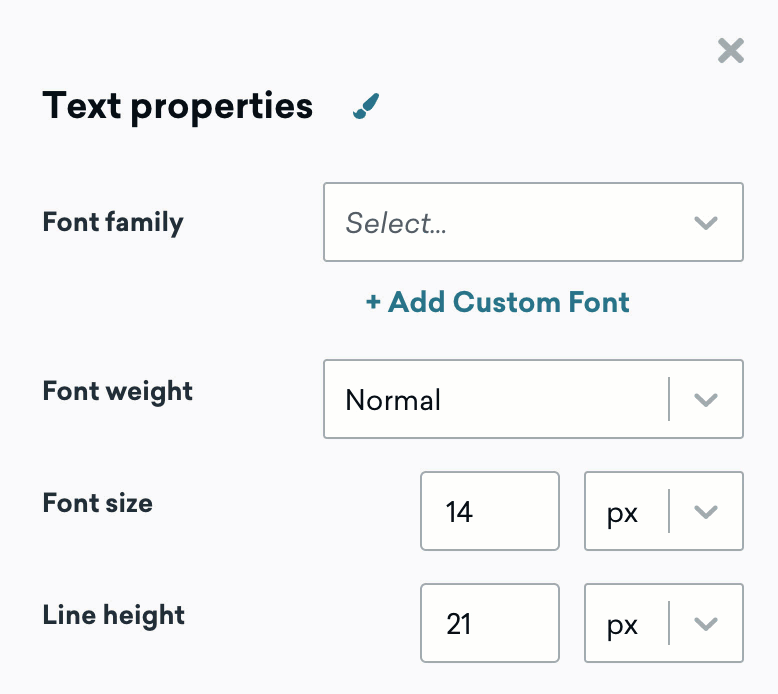 Text properties
Font family
Select...
+ Add Custom Font
Font weight
Normal
Font size
14
px
Line height
21
px